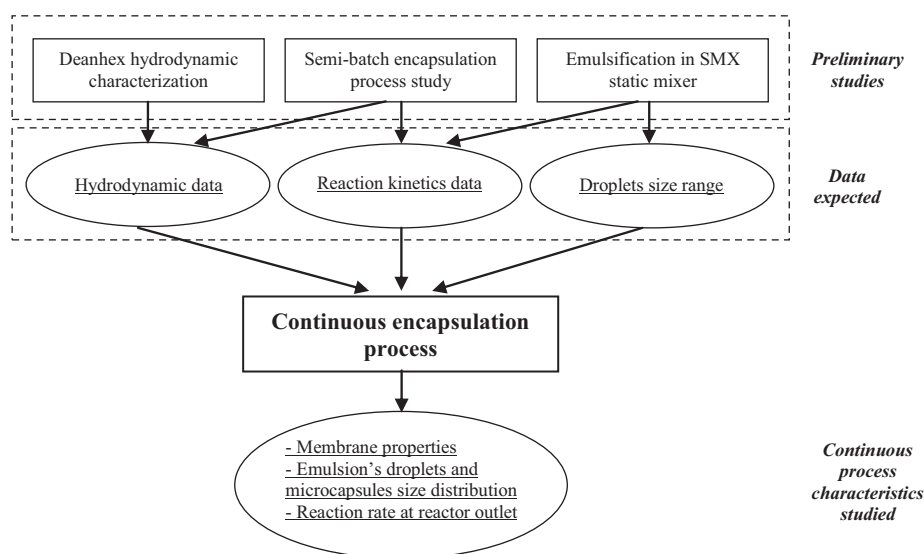 Deanhex hydrodynamic
characterization
Semi-batch encapsulation
process study
Emulsification in SMX
static mixer
Preliminary
studies
Hydrodynamic data
Reaction kinetics data
Droplets size range
Data
expected
Continuous encapsulation
process
- Membrane properties
- Emulsion's droplets and
microcapsules size distribution
- Reaction rate at reactor outlet
Continuous
process
characteristics
studied